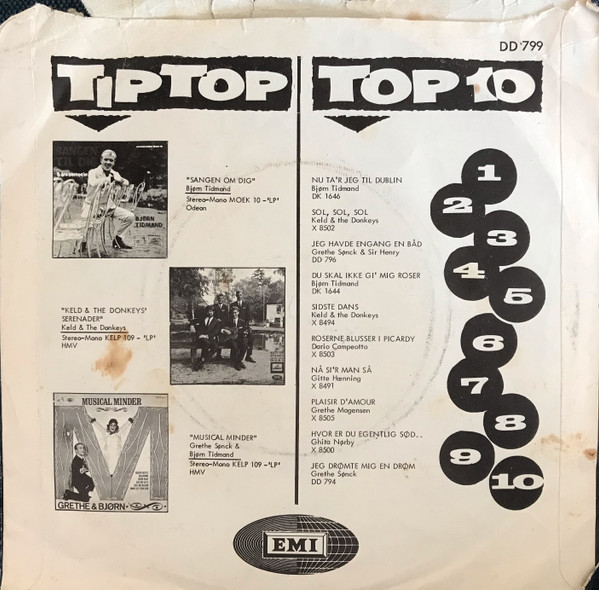 DD 799
TIP TOP
SANGEN
TIL DIG
BJØRN
TIDMAND
"SANGEN OM DIG"
Bjørn Tidmand
Stereo-Mono MOEK 10 -'LP'
Odeon
"KELD & THE DONKEYS'
SERENADER"
Keld & The Donkeys
Stereo-Mono KELP 109 - 'LP'
HMV
MUSICAL MINDER
M
GRETHE & BJØRN
"MUSICAL MINDER"
Grethe Sønck &
Bjørn Tidmand
Stereo-Mono KELP 109 -'LP'
HMV
TOP 10
NU TA'R JEG TIL DUBLIN
Bjørn Tidmand
DK 1646
SOL, SOL, SOL
Keld & the Donkeys
X 8502
JEG HAVDE ENGANG EN BÅD
Grethe Sønck & Sir Henry
DD 796
DU SKAL IKKE GI' MIG ROSER
Bjørn Tidmand
DK 1644
SIDSTE DANS
Keld & the Donkeys
X 8494
ROSERNE BLUSSER I PICARDY
Dario Campeotto
X 8503
NÅ SI'R MAN SÅ
Gitte Hænning
X 8491
PLAISIR D'AMOUR
Grethe Mogensen
X 8505
HVOR ER DU EGENTLIG SØD..
Ghita Nørby
X 8500
JEG DRØMTE MIG EN DRØM
Grethe Sønck
DD 794
1
2
3
4
5
6
7
8
9
10
EMI